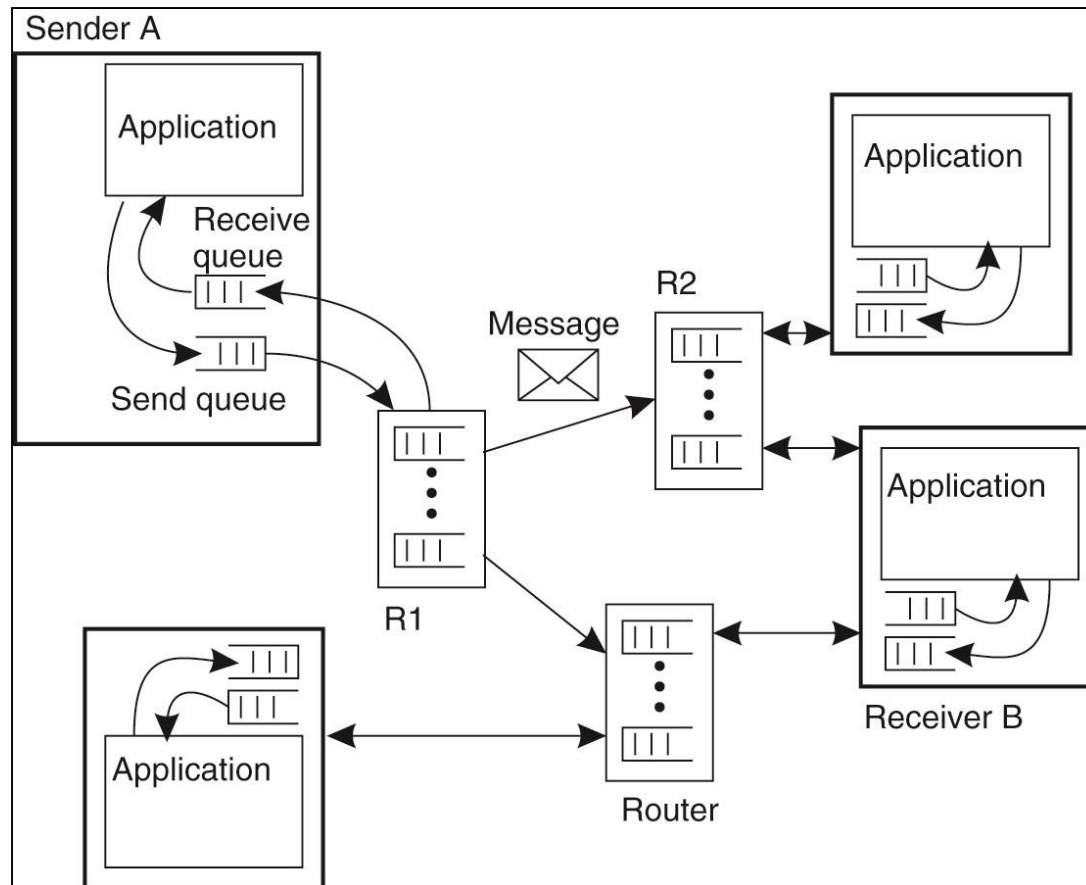 Sender A
Application
Receive
queue
Send queue
Message
R2
Application
R1
Application
Receiver B
Application
Router